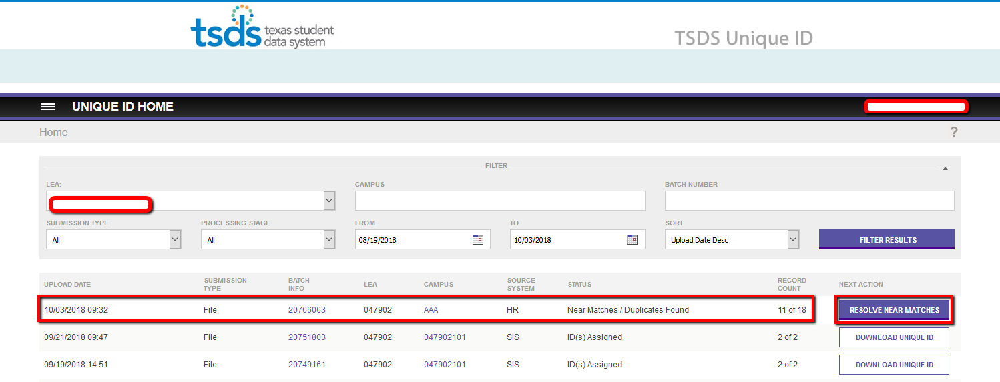 tsds texas student
data system
TSDS Unique ID
UNIQUE ID HOME
Home
?
FILTER
LEA: CAMPUS BATCH NUMBER
SUBMISSION TYPE PROCESSING STAGE FROM TO SORT
All All 08/19/2018 10/03/2018 Upload Date Desc FILTER RESULTS
UPLOAD DATE SUBMISSION TYPE BATCH INFO LEA CAMPUS SOURCE SYSTEM STATUS RECORD COUNT NEXT ACTION
10/03/2018 09:32 File 20766063 047902 AAA HR Near Matches / Duplicates Found 11 of 18 RESOLVE NEAR MATCHES
09/21/2018 09:47 File 20751803 047902 047902101 SIS ID(s) Assigned. 2 of 2 DOWNLOAD UNIQUE ID
09/19/2018 14:51 File 20749161 047902 047902101 SIS ID(s) Assigned. 2 of 2 DOWNLOAD UNIQUE ID